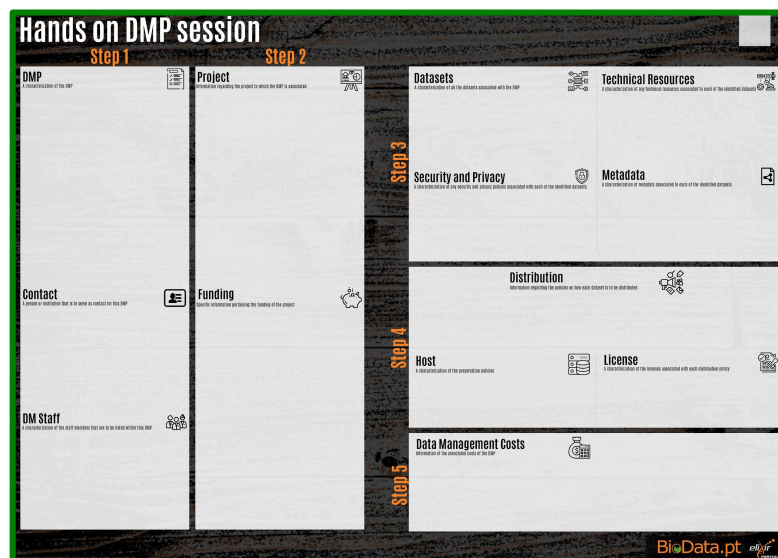 Hands on DMP session
Step 1
Step 2
DMP
A characterization of the DMP
Project
Information regarding the project to which the DMP is associated
Datasets
A characterization of all the datasets associated with the DMP
Technical Resources
A characterization of any technical resources associated to each of the identified datasets
Step 3
Security and Privacy
A characterization of any security and privacy policies associated with each of the identified datasets
Metadata
A characterization of metadata associated to each of the identified datasets
Contact
A person or institution that is to serve as contact for this DMP
Funding
Specific information pertaining the funding of the project
Distribution
Information regarding the policies on how each dataset is to be distributed
Step 4
Host
A characterization of the preservation policies
License
A characterization of the licenses associated with each distribution policy
DM Staff
A characterization of the staff members that are to be listed within this DMP
Data Management Costs
Information of the associated costs of the DMP
Step 5
BioData.pt
elixir